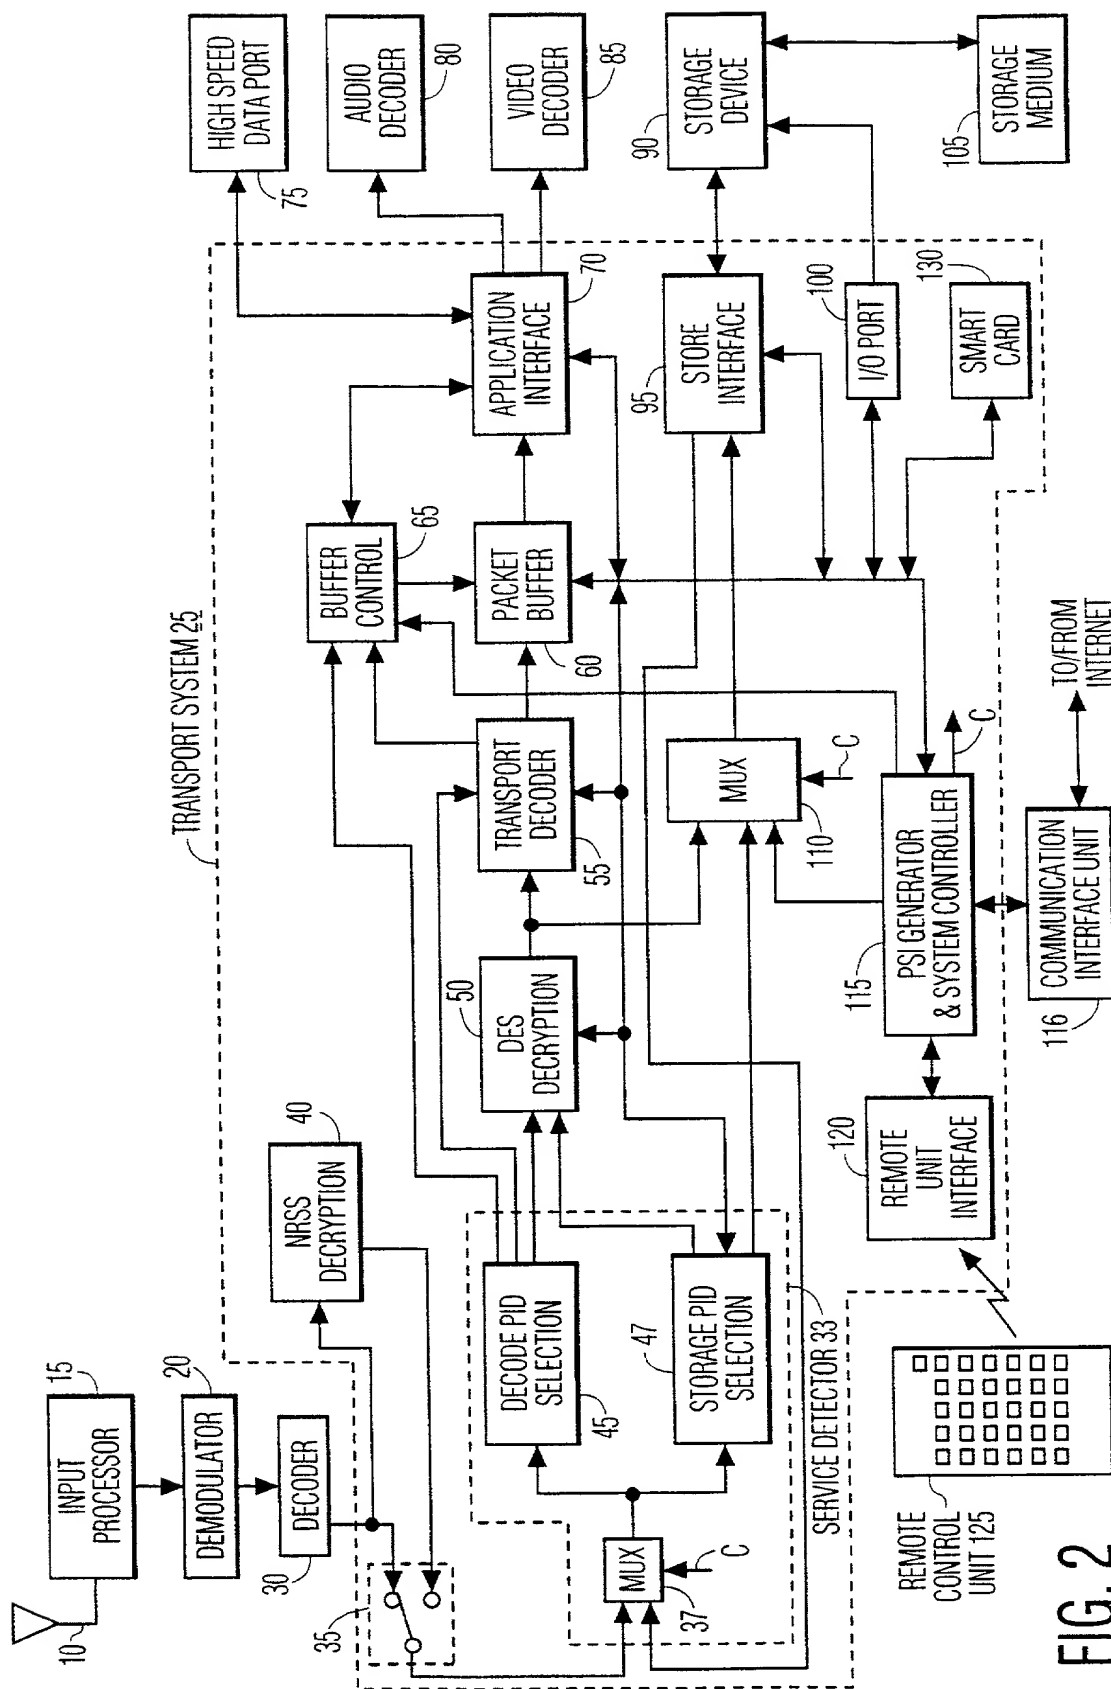 10
INPUT
PROCESSOR
15
DEMODULATOR
20
DECODER
30
35
NRSS
DECRYPTION
40
TRANSPORT SYSTEM 25
MUX
37
C
DECODE PID
SELECTION
45
STORAGE PID
SELECTION
47
SERVICE DETECTOR 33
DES
DECRYPTION
50
TRANSPORT
DECODER
55
BUFFER
CONTROL
65
PACKET
BUFFER
60
APPLICATION
INTERFACE
70
HIGH SPEED
DATA PORT
75
AUDIO
DECODER
80
VIDEO
DECODER
85
STORAGE
DEVICE
90
STORE
INTERFACE
95
I/O PORT
100
STORAGE
MEDIUM
105
SMART
CARD
130
MUX
110
C
PSI GENERATOR
& SYSTEM CONTROLLER
115
C
COMMUNICATION
INTERFACE UNIT
116
TO/FROM
INTERNET
REMOTE
UNIT
INTERFACE
120
REMOTE
CONTROL
UNIT 125
FIG. 2